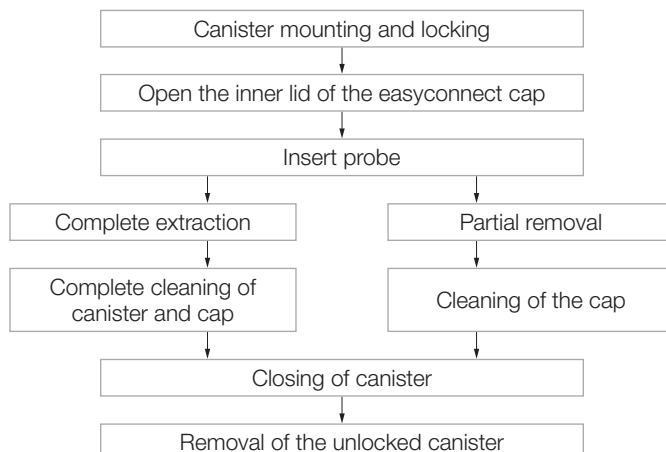 Canister mounting and locking
Open the inner lid of the easyconnect cap
Insert probe
Complete extraction
Partial removal
Complete cleaning of
canister and cap
Cleaning of the cap
Closing of canister
Removal of the unlocked canister